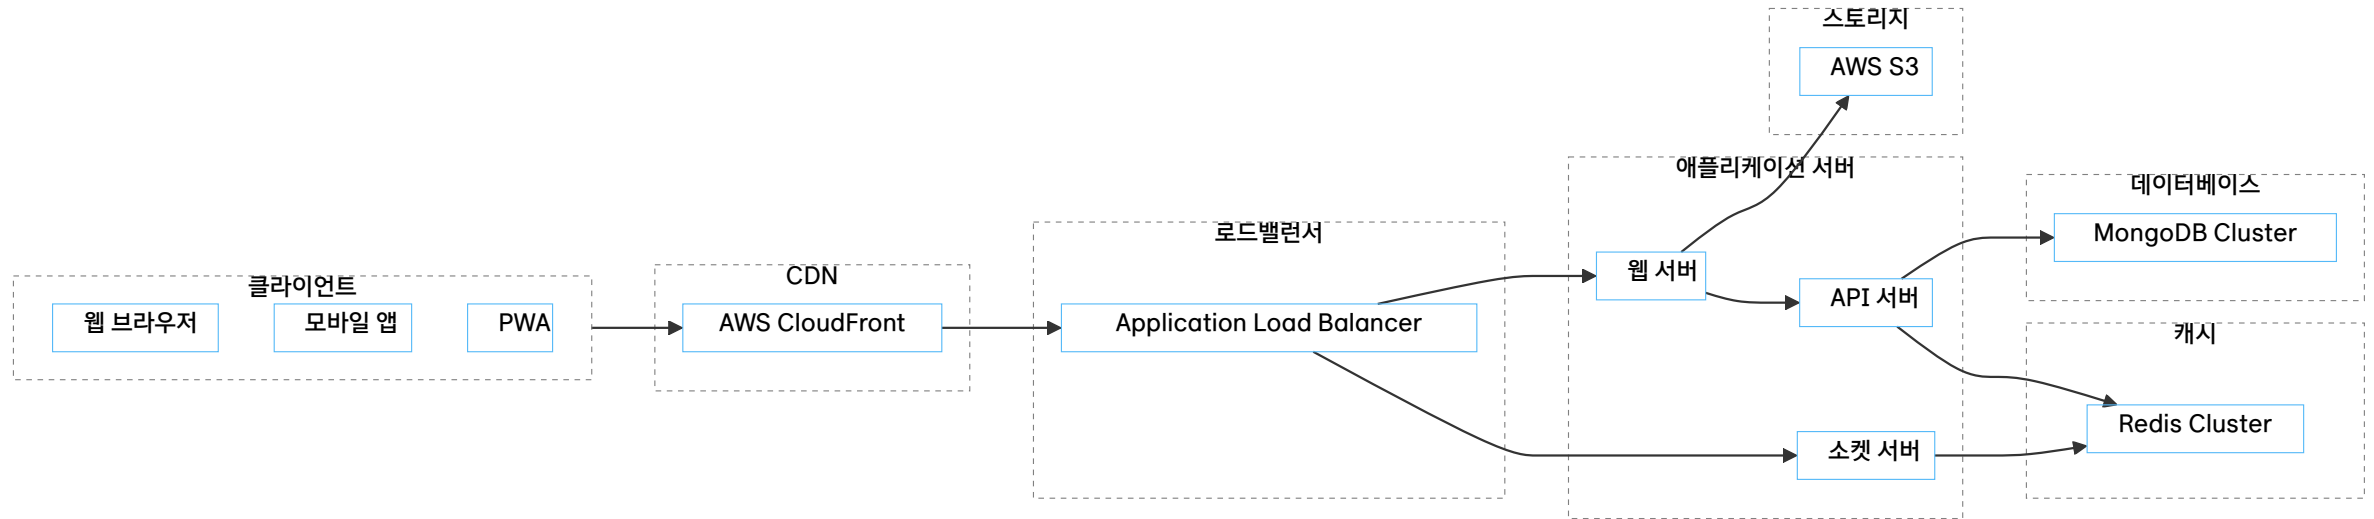 클라이언트
웹 브라우저
모바일 앱
PWA
CDN
AWS CloudFront
로드밸런서
Application Load Balancer
애플리케이션 서버
웹 서버
API 서버
소켓 서버
스토리지
AWS S3
데이터베이스
MongoDB Cluster
캐시
Redis Cluster